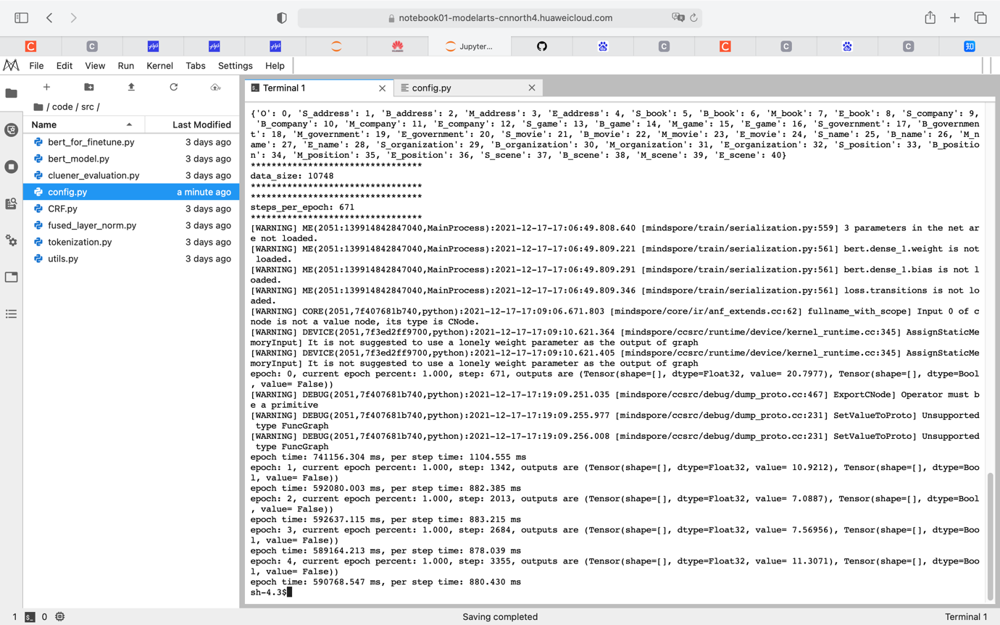 notebook01-modelarts-cnnorth4.huaweicloud.com
C
C
Jupyter...
C
C
C
C
知
File Edit View Run Kernel Tabs Settings Help
Terminal 1
config.py
/ code / src /
Name Last Modified
bert_for_finetune.py 3 days ago
bert_model.py 3 days ago
cluener_evaluation.py 3 days ago
config.py a minute ago
CRF.py 3 days ago
fused_layer_norm.py 3 days ago
tokenization.py 3 days ago
utils.py 3 days ago
{'O': 0, 'S_address': 1, 'B_address': 2, 'M_address': 3, 'E_address': 4, 'S_book': 5, 'B_book': 6, 'M_book': 7, 'E_book': 8, 'S_company': 9,
'B_company': 10, 'M_company': 11, 'E_company': 12, 'S_game': 13, 'B_game': 14, 'M_game': 15, 'E_game': 16, 'S_government': 17, 'B_governmen
t': 18, 'M_government': 19, 'E_government': 20, 'S_movie': 21, 'B_movie': 22, 'M_movie': 23, 'E_movie': 24, 'S_name': 25, 'B_name': 26, 'M_n
ame': 27, 'E_name': 28, 'S_organization': 29, 'B_organization': 30, 'M_organization': 31, 'E_organization': 32, 'S_position': 33, 'B_positio
n': 34, 'M_position': 35, 'E_position': 36, 'S_scene': 37, 'B_scene': 38, 'M_scene': 39, 'E_scene': 40}
*********************************
data_size: 10748
*********************************
*********************************
steps_per_epoch: 671
*********************************
[WARNING] ME(2051:139914842847040,MainProcess):2021-12-17-17:06:49.808.640 [mindspore/train/serialization.py:559] 3 parameters in the net ar
e not loaded.
[WARNING] ME(2051:139914842847040,MainProcess):2021-12-17-17:06:49.809.221 [mindspore/train/serialization.py:561] bert.dense_1.weight is not
loaded.
[WARNING] ME(2051:139914842847040,MainProcess):2021-12-17-17:06:49.809.291 [mindspore/train/serialization.py:561] bert.dense_1.bias is not l
oaded.
[WARNING] ME(2051:139914842847040,MainProcess):2021-12-17-17:06:49.809.346 [mindspore/train/serialization.py:561] loss.transitions is not lo
aded.
[WARNING] CORE(2051,7f407681b740,python):2021-12-17-17:09:06.671.803 [mindspore/core/ir/anf_extends.cc:62] fullname_with_scope] Input 0 of c
node is not a value node, its type is CNode.
[WARNING] DEVICE(2051,7f3ed2ff9700,python):2021-12-17-17:09:10.621.364 [mindspore/ccsrc/runtime/device/kernel_runtime.cc:345] AssignStaticMe
moryInput] It is not suggested to use a lonely weight parameter as the output of graph
[WARNING] DEVICE(2051,7f3ed2ff9700,python):2021-12-17-17:09:10.621.405 [mindspore/ccsrc/runtime/device/kernel_runtime.cc:345] AssignStaticMe
moryInput] It is not suggested to use a lonely weight parameter as the output of graph
epoch: 0, current epoch percent: 1.000, step: 671, outputs are (Tensor(shape=[], dtype=Float32, value= 20.7977), Tensor(shape=[], dtype=Bool
, value= False))
[WARNING] DEBUG(2051,7f407681b740,python):2021-12-17-17:19:09.251.035 [mindspore/ccsrc/debug/dump_proto.cc:467] ExportCNode] Operator must b
e a primitive
[WARNING] DEBUG(2051,7f407681b740,python):2021-12-17-17:19:09.255.977 [mindspore/ccsrc/debug/dump_proto.cc:231] SetValueToProto] Unsupported
type FuncGraph
[WARNING] DEBUG(2051,7f407681b740,python):2021-12-17-17:19:09.256.008 [mindspore/ccsrc/debug/dump_proto.cc:231] SetValueToProto] Unsupported
type FuncGraph
epoch time: 741156.304 ms, per step time: 1104.555 ms
epoch: 1, current epoch percent: 1.000, step: 1342, outputs are (Tensor(shape=[], dtype=Float32, value= 10.9212), Tensor(shape=[], dtype=Boo
l, value= False))
epoch time: 592080.003 ms, per step time: 882.385 ms
epoch: 2, current epoch percent: 1.000, step: 2013, outputs are (Tensor(shape=[], dtype=Float32, value= 7.0887), Tensor(shape=[], dtype=Bool
, value= False))
epoch time: 592637.115 ms, per step time: 883.215 ms
epoch: 3, current epoch percent: 1.000, step: 2684, outputs are (Tensor(shape=[], dtype=Float32, value= 7.56956), Tensor(shape=[], dtype=Boo
l, value= False))
epoch time: 589164.213 ms, per step time: 878.039 ms
epoch: 4, current epoch percent: 1.000, step: 3355, outputs are (Tensor(shape=[], dtype=Float32, value= 11.3071), Tensor(shape=[], dtype=Boo
l, value= False))
epoch time: 590768.547 ms, per step time: 880.430 ms
sh-4.3$
1 0 Saving completed Terminal 1